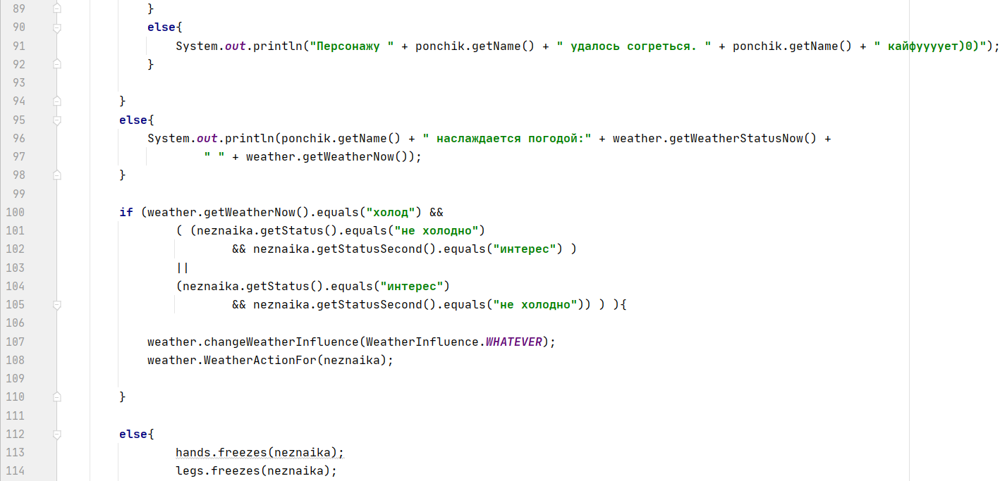 89 }
90 else{
91 System.out.println("Персонажу " + ponchik.getName() + " удалось согреться. " + ponchik.getName() + " кайфуууует)0)");
92 }
93
94 }
95 else{
96 System.out.println(ponchik.getName() + " наслаждается погодой:" + weather.getWeatherStatusNow() +
97 " " + weather.getWeatherNow());
98 }
99
100 if (weather.getWeatherNow().equals("холод") &&
101 ( (neznaika.getStatus().equals("не холодно")
102 && neznaika.getStatusSecond().equals("интерес") )
103 ||
104 (neznaika.getStatus().equals("интерес")
105 && neznaika.getStatusSecond().equals("не холодно")) ) ){
106
107 weather.changeWeatherInfluence(WeatherInfluence.WHATEVER);
108 weather.WeatherActionFor(neznaika);
109
110 }
111
112 else{
113 hands.freezes(neznaika);
114 legs.freezes(neznaika);